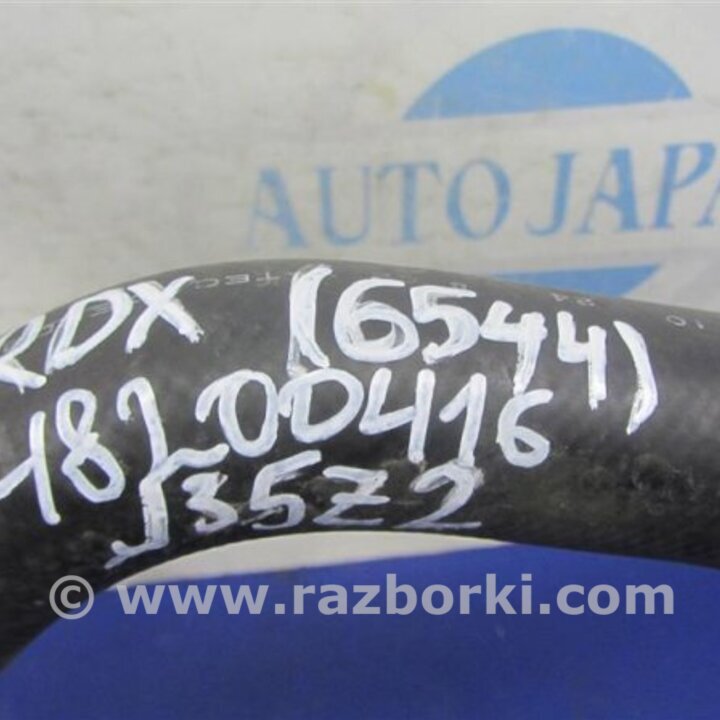 AUTO JAPA
RDX (6544)
18} 00416
J35Z2
© www.razborki.com